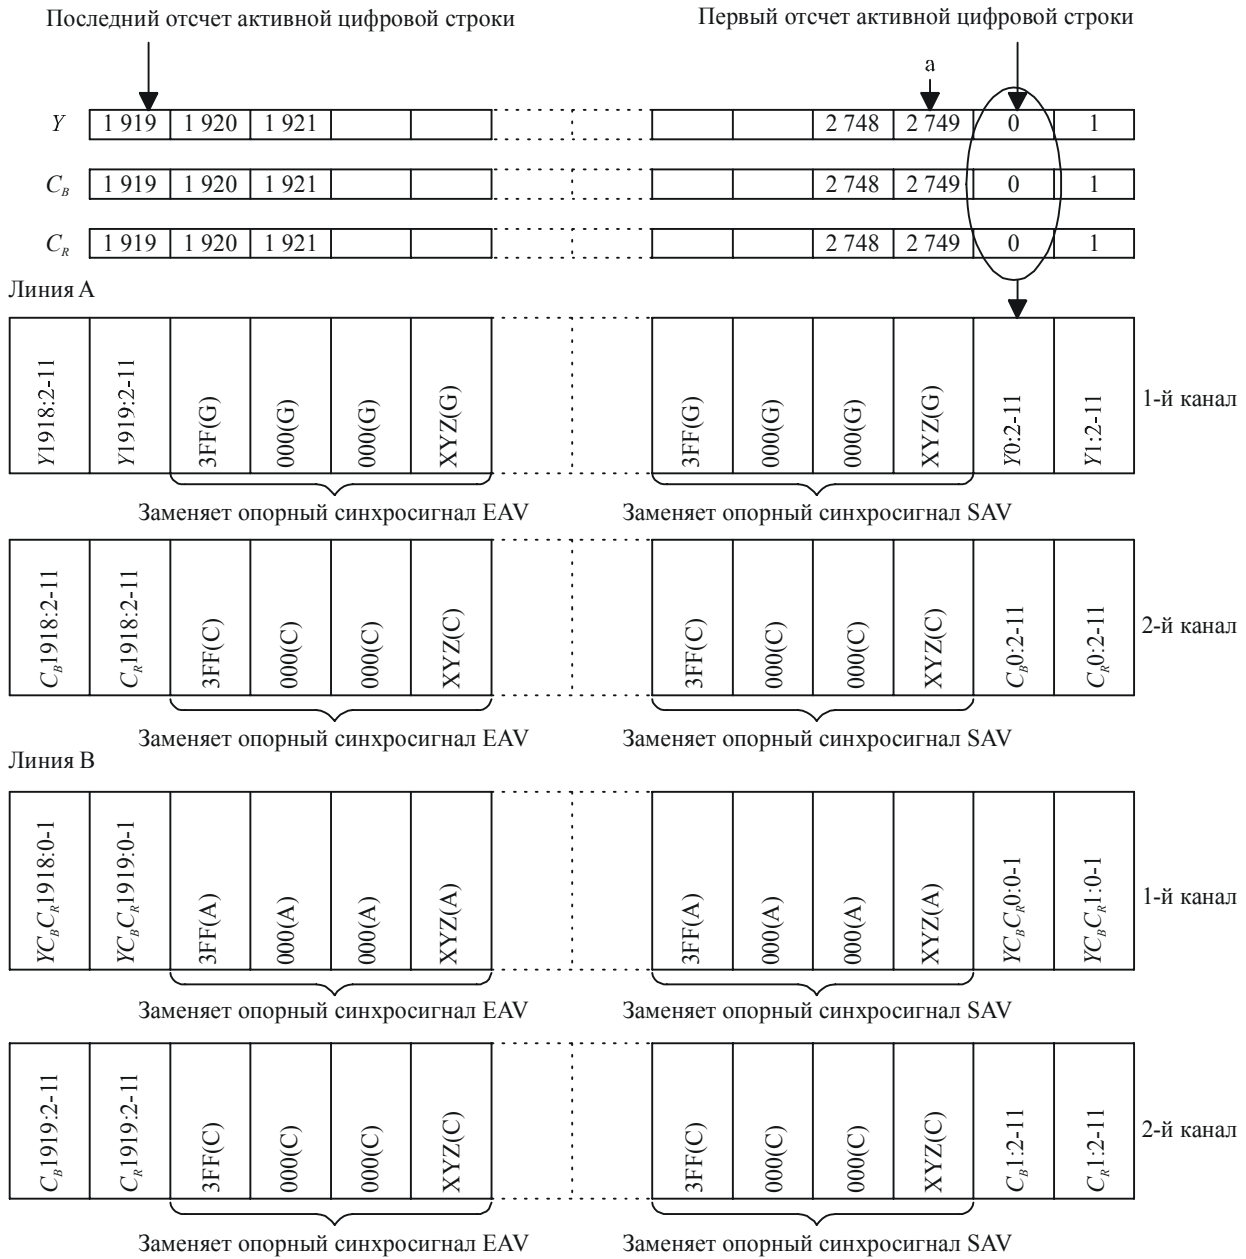 Последний отсчет активной цифровой строки
Первый отсчет активной цифровой строки
a
Y 1 919 1 920 1 921 2 748 2 749 0 1
C_B 1 919 1 920 1 921 2 748 2 749 0 1
C_R 1 919 1 920 1 921 2 748 2 749 0 1
Линия A
Y1918:2-11 Y1919:2-11 3FF(G) 000(G) 000(G) XYZ(G) 3FF(G) 000(G) 000(G) XYZ(G) Y0:2-11 Y1:2-11 1-й канал
Заменяет опорный синхросигнал EAV Заменяет опорный синхросигнал SAV
C_B1918:2-11 C_R1918:2-11 3FF(C) 000(C) 000(C) XYZ(C) 3FF(C) 000(C) 000(C) XYZ(C) C_B0:2-11 C_R0:2-11 2-й канал
Заменяет опорный синхросигнал EAV Заменяет опорный синхросигнал SAV
Линия B
YC_BC_R1918:0-1 YC_BC_R1919:0-1 3FF(A) 000(A) 000(A) XYZ(A) 3FF(A) 000(A) 000(A) XYZ(A) YC_BC_R0:0-1 YC_BC_R1:0-1 1-й канал
Заменяет опорный синхросигнал EAV Заменяет опорный синхросигнал SAV
C_B1919:2-11 C_R1919:2-11 3FF(C) 000(C) 000(C) XYZ(C) 3FF(C) 000(C) 000(C) XYZ(C) C_B1:2-11 C_R1:2-11 2-й канал
Заменяет опорный синхросигнал EAV Заменяет опорный синхросигнал SAV